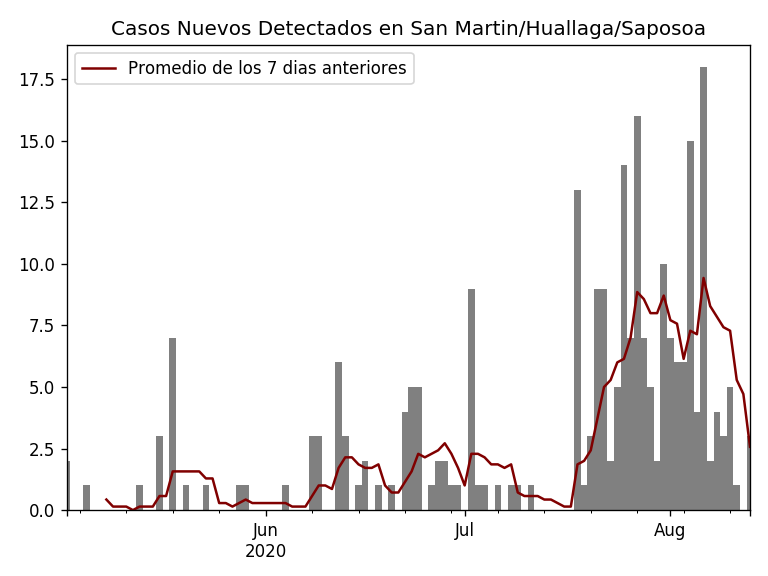 Casos Nuevos Detectados en San Martin/Huallaga/Saposoa
Promedio de los 7 dias anteriores
17.5
15.0
12.5
10.0
7.5
5.0
2.5
0.0
Jun
2020
Jul
Aug